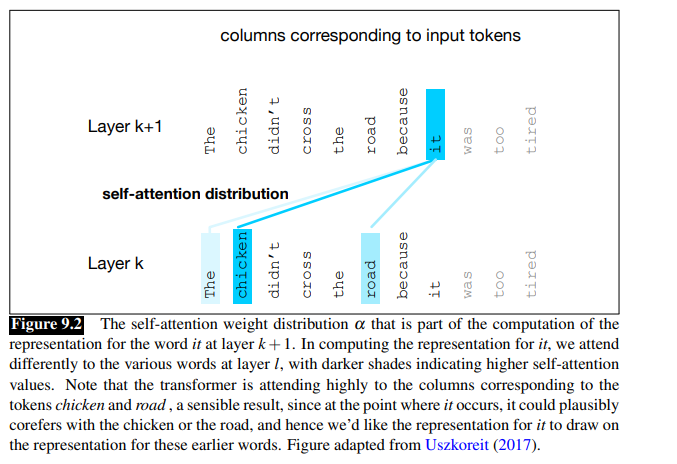 columns corresponding to input tokens
Layer k+1
The
chicken
didn't
cross
the
road
because
it
was
too
tired
self-attention distribution
Layer k
The
chicken
didn't
cross
the
road
because
it
was
too
tired
Figure 9.2 The self-attention weight distribution α that is part of the computation of the
representation for the word it at layer k + 1. In computing the representation for it, we attend
differently to the various words at layer l, with darker shades indicating higher self-attention
values. Note that the transformer is attending highly to the columns corresponding to the
tokens chicken and road , a sensible result, since at the point where it occurs, it could plausibly
corefers with the chicken or the road, and hence we'd like the representation for it to draw on
the representation for these earlier words. Figure adapted from Uszkoreit (2017).